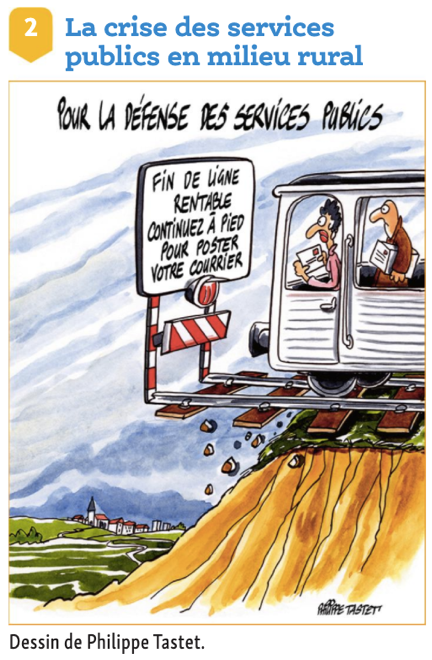 2
La crise des services
publics en milieu rural
POUR LA DÉFENSE DES SERVICES PUBLICS
FIN DE LIGNE
RENTABLE
CONTINUEZ À PIED
POUR POSTER
VOTRE COURRIER
PHILIPPE TASTET
Dessin de Philippe Tastet.